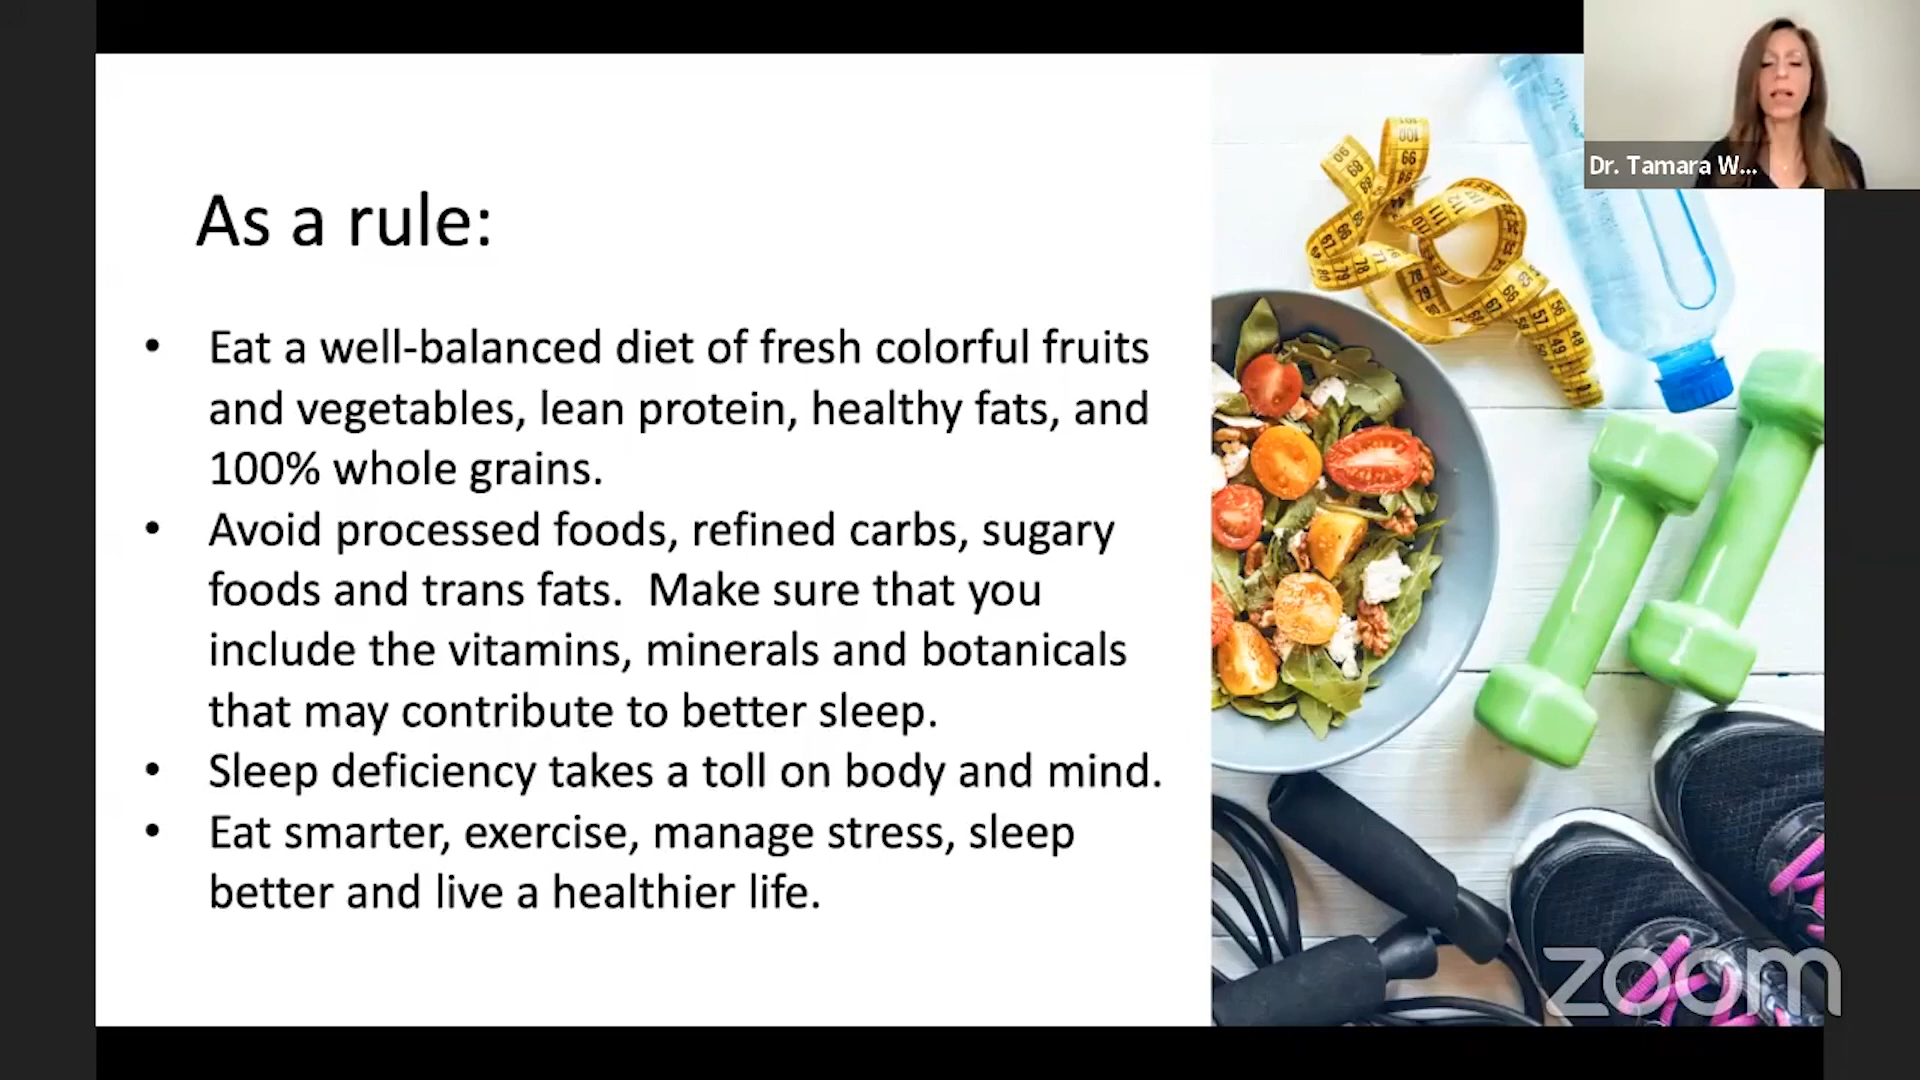 Dr. Tamara W...
As a rule:
• Eat a well-balanced diet of fresh colorful fruits
and vegetables, lean protein, healthy fats, and
100% whole grains.
• Avoid processed foods, refined carbs, sugary
foods and trans fats.  Make sure that you
include the vitamins, minerals and botanicals
that may contribute to better sleep.
• Sleep deficiency takes a toll on body and mind.
• Eat smarter, exercise, manage stress, sleep
better and live a healthier life.
zoom